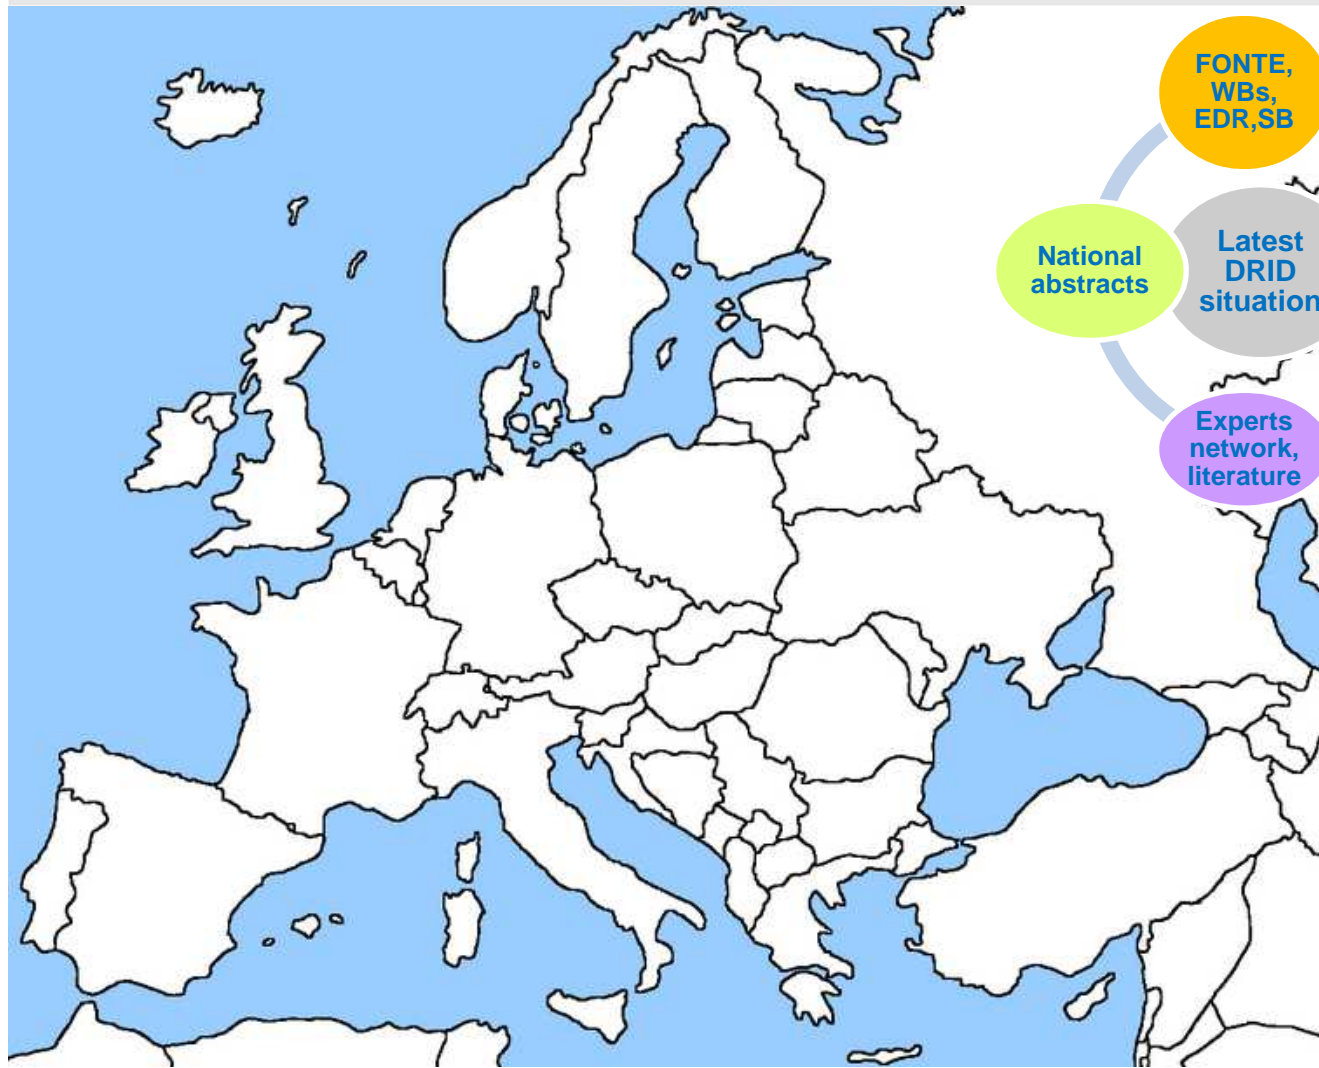 FONTE,
WBs,
EDR,SB
National
abstracts
Latest
DRID
situation
Experts
network,
literature